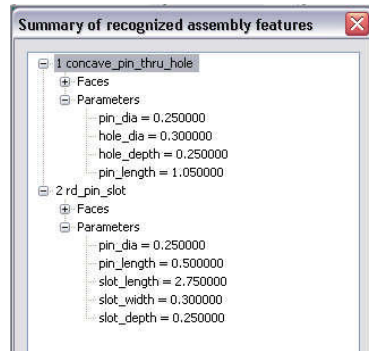 Summary of recognized assembly features
1 concave_pin_thru_hole
Faces
Parameters
pin_dia = 0.250000
hole_dia = 0.300000
hole_depth = 0.250000
pin_length = 1.050000
2 rd_pin_slot
Faces
Parameters
pin_dia = 0.250000
pin_length = 0.500000
slot_length = 2.750000
slot_width = 0.300000
slot_depth = 0.250000